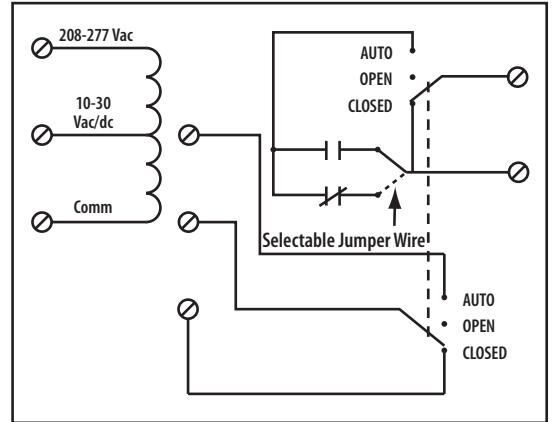 208-277 Vac
10-30
Vac/dc
Comm
AUTO
OPEN
CLOSED
Selectable Jumper Wire
AUTO
OPEN
CLOSED